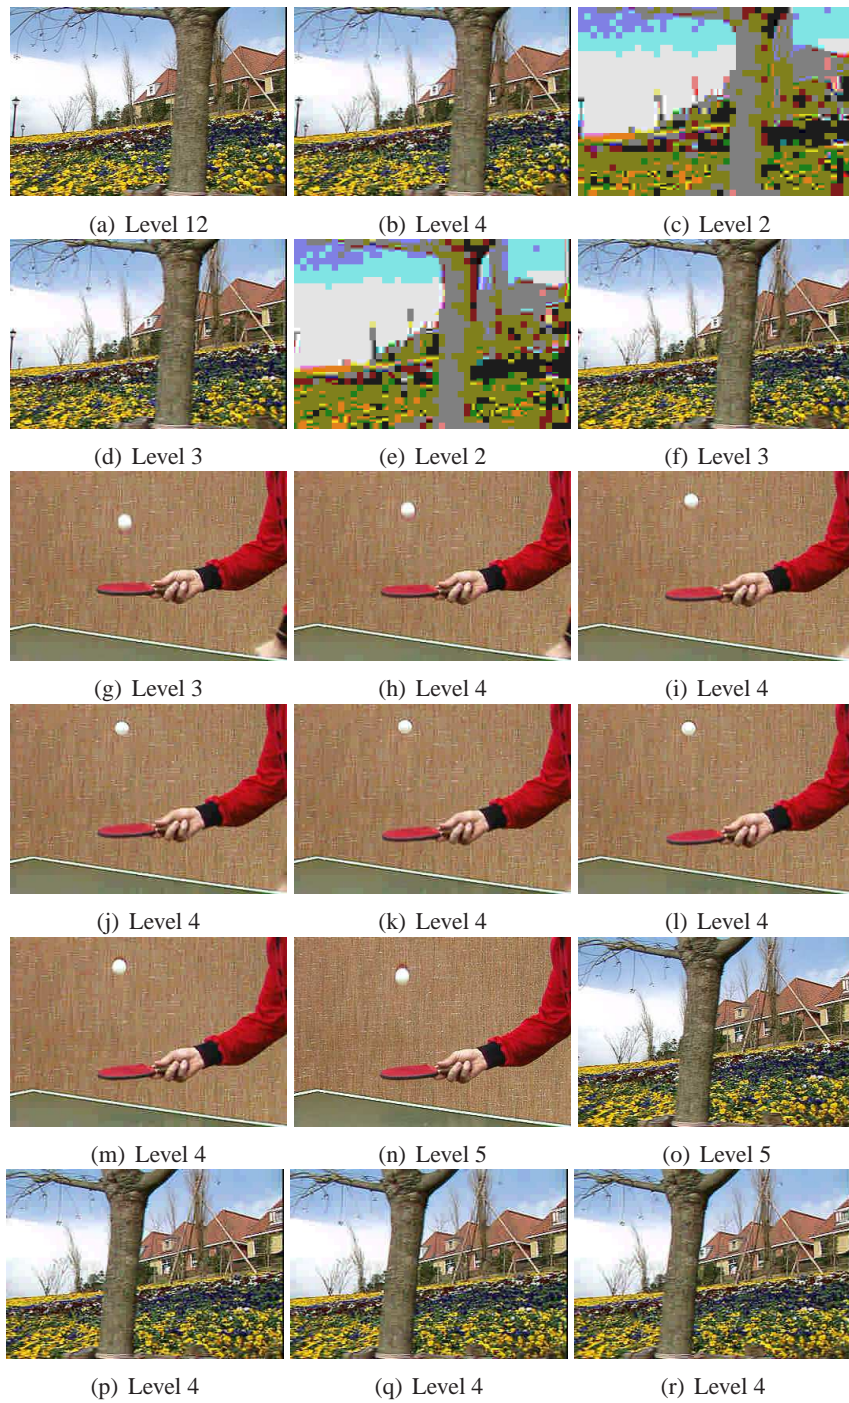 (a) Level 12
(b) Level 4
(c) Level 2
(d) Level 3
(e) Level 2
(f) Level 3
(g) Level 3
(h) Level 4
(i) Level 4
(j) Level 4
(k) Level 4
(l) Level 4
(m) Level 4
(n) Level 5
(o) Level 5
(p) Level 4
(q) Level 4
(r) Level 4